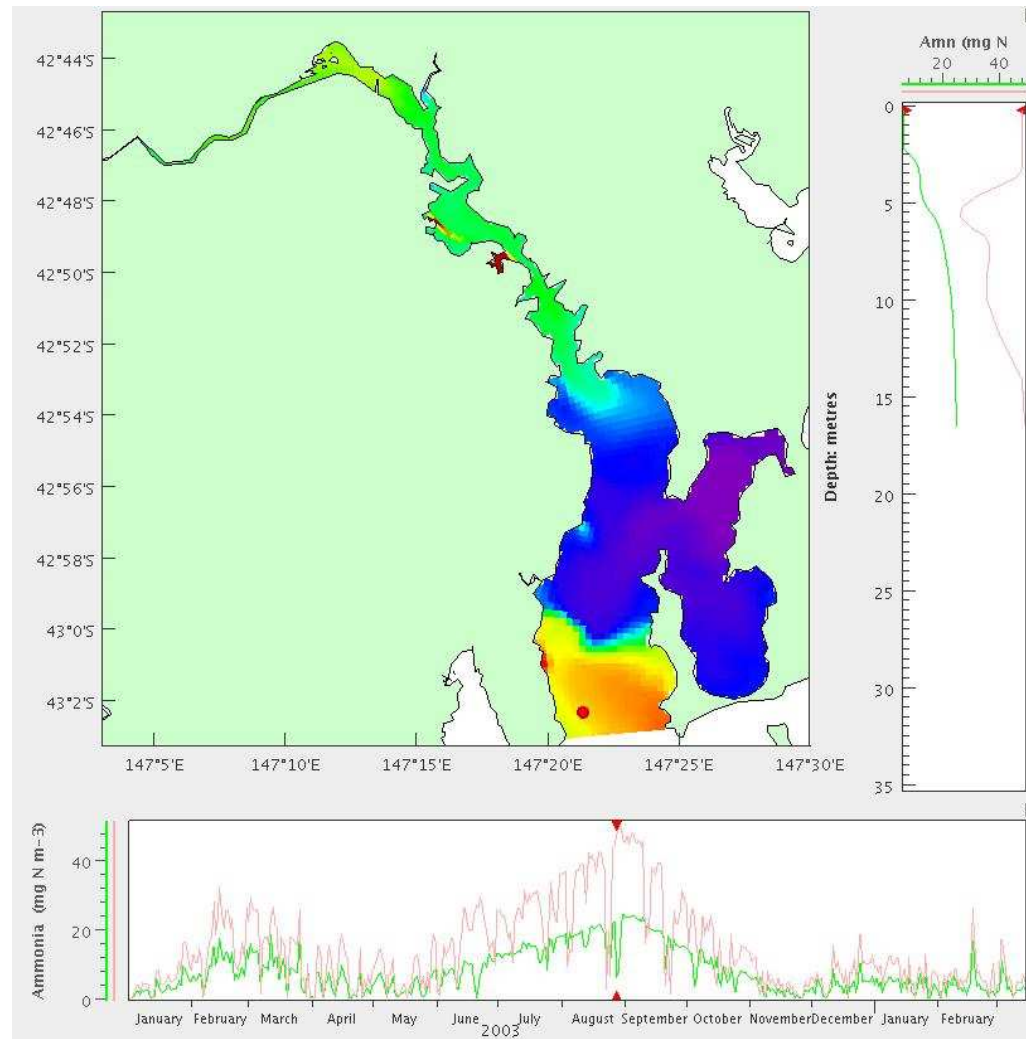 42°44'S
42°46'S
42°48'S
42°50'S
42°52'S
42°54'S
42°56'S
42°58'S
43°0'S
43°2'S
147°5'E 147°10'E 147°15'E 147°20'E 147°25'E 147°30'E
Amn (mg N
20 40
Depth: metres
0
5
10
15
20
25
30
35
Ammonia (mg N m-3)
40
20
0
January February March April May June July August September October November December January February
2003